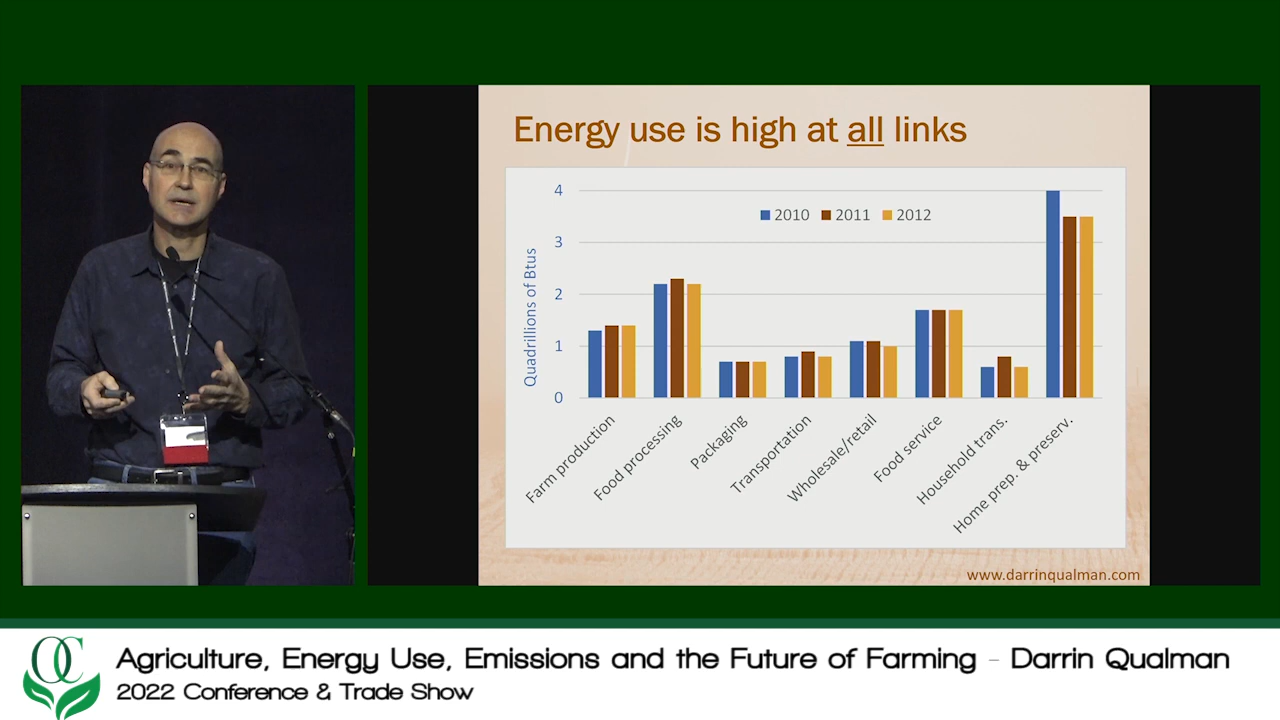 Energy use is high at all links
4
3
2
1
0
Quadrillions of Btus
2010 2011 2012
Farm production
Food processing
Packaging
Transportation
Wholesale/retail
Food service
Household trans.
Home prep. & preserv.
www.darrinqualman.com
OC
Agriculture, Energy Use, Emissions and the Future of Farming - Darrin Qualman
2022 Conference & Trade Show